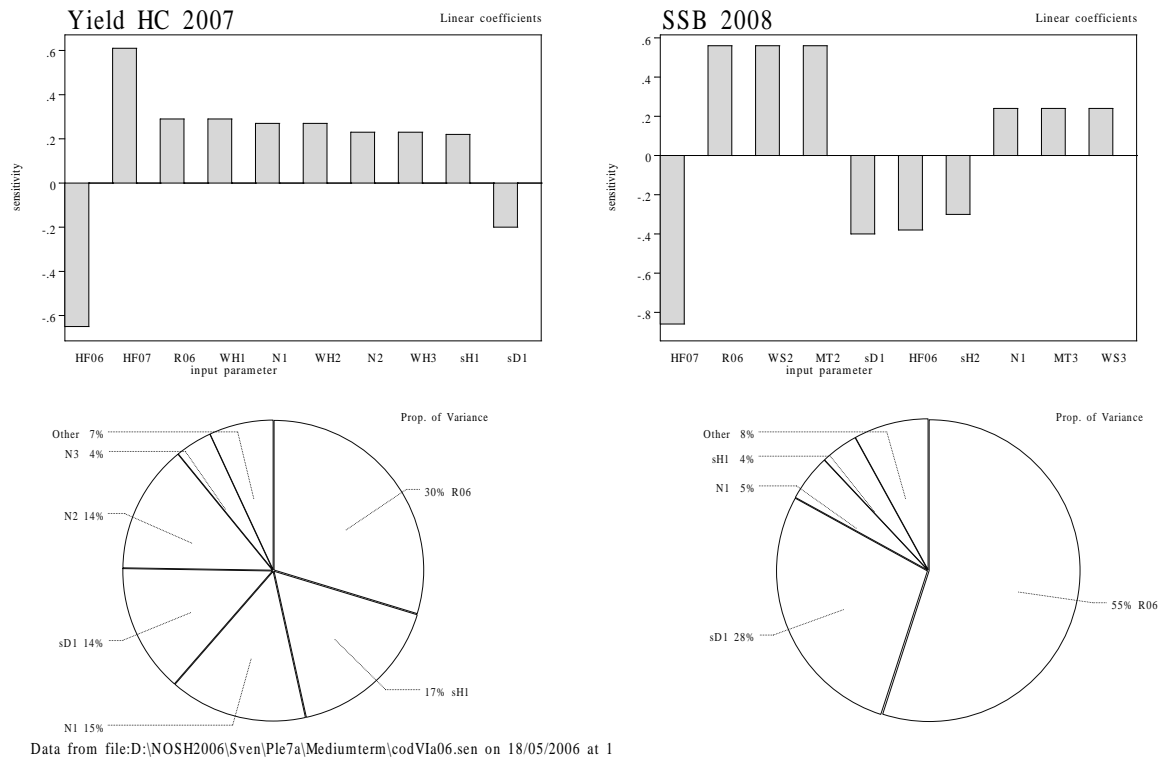 Yield HC 2007
Linear coefficients
.6
.4
.2
0
-.2
-.4
-.6
sensitivity
HF06 HF07 R06 WH1 N1 WH2 N2 WH3 sH1 sD1
input parameter
SSB 2008
Linear coefficients
.6
.4
.2
0
-.2
-.4
-.6
-.8
sensitivity
HF07 R06 WS2 MT2 sD1 HF06 sH2 N1 MT3 WS3
input parameter
Prop. of Variance
Other 7%
N3 4%
30% R06
N2 14%
sD1 14%
17% sH1
N1 15%
Prop. of Variance
Other 8%
sH1 4%
N1 5%
55% R06
sD1 28%
Data from file:D:\NOSH2006\Sven\Ple7a\Mediumterm\codVIa06.sen on 18/05/2006 at 1